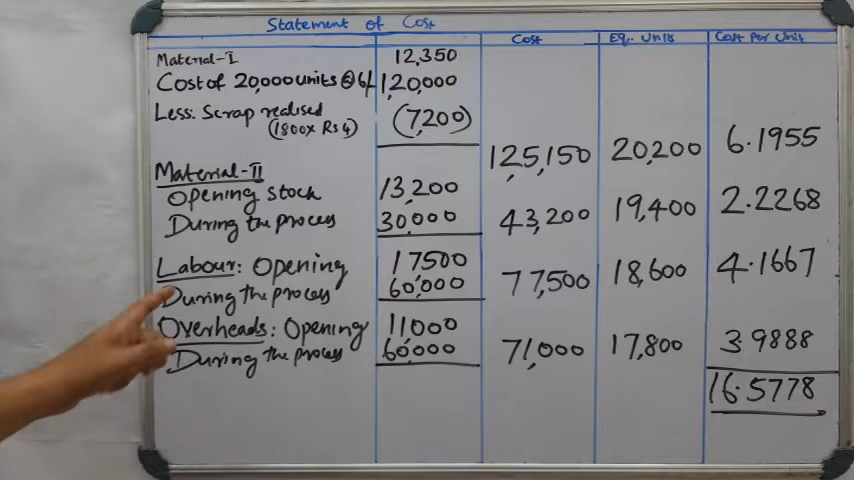 Statement of Cost
Cost Eq. Units Cost Per Unit
Material-I 12,350
Cost of 20,000 units @ 6/- 1,20,000
Less: Scrap realised (7,200)
(1800x Rs 4)
125,150 20,200 6.1955
Material-II
Opening stock 13,200
During the process 30,000 43,200 19,400 2.2268
Labour: Opening 17500
During the process 60,000 77,500 18,600 4.1667
Overheads: Opening 11,000
During the process 60,000 71,000 17,800 3.9888
16.5778